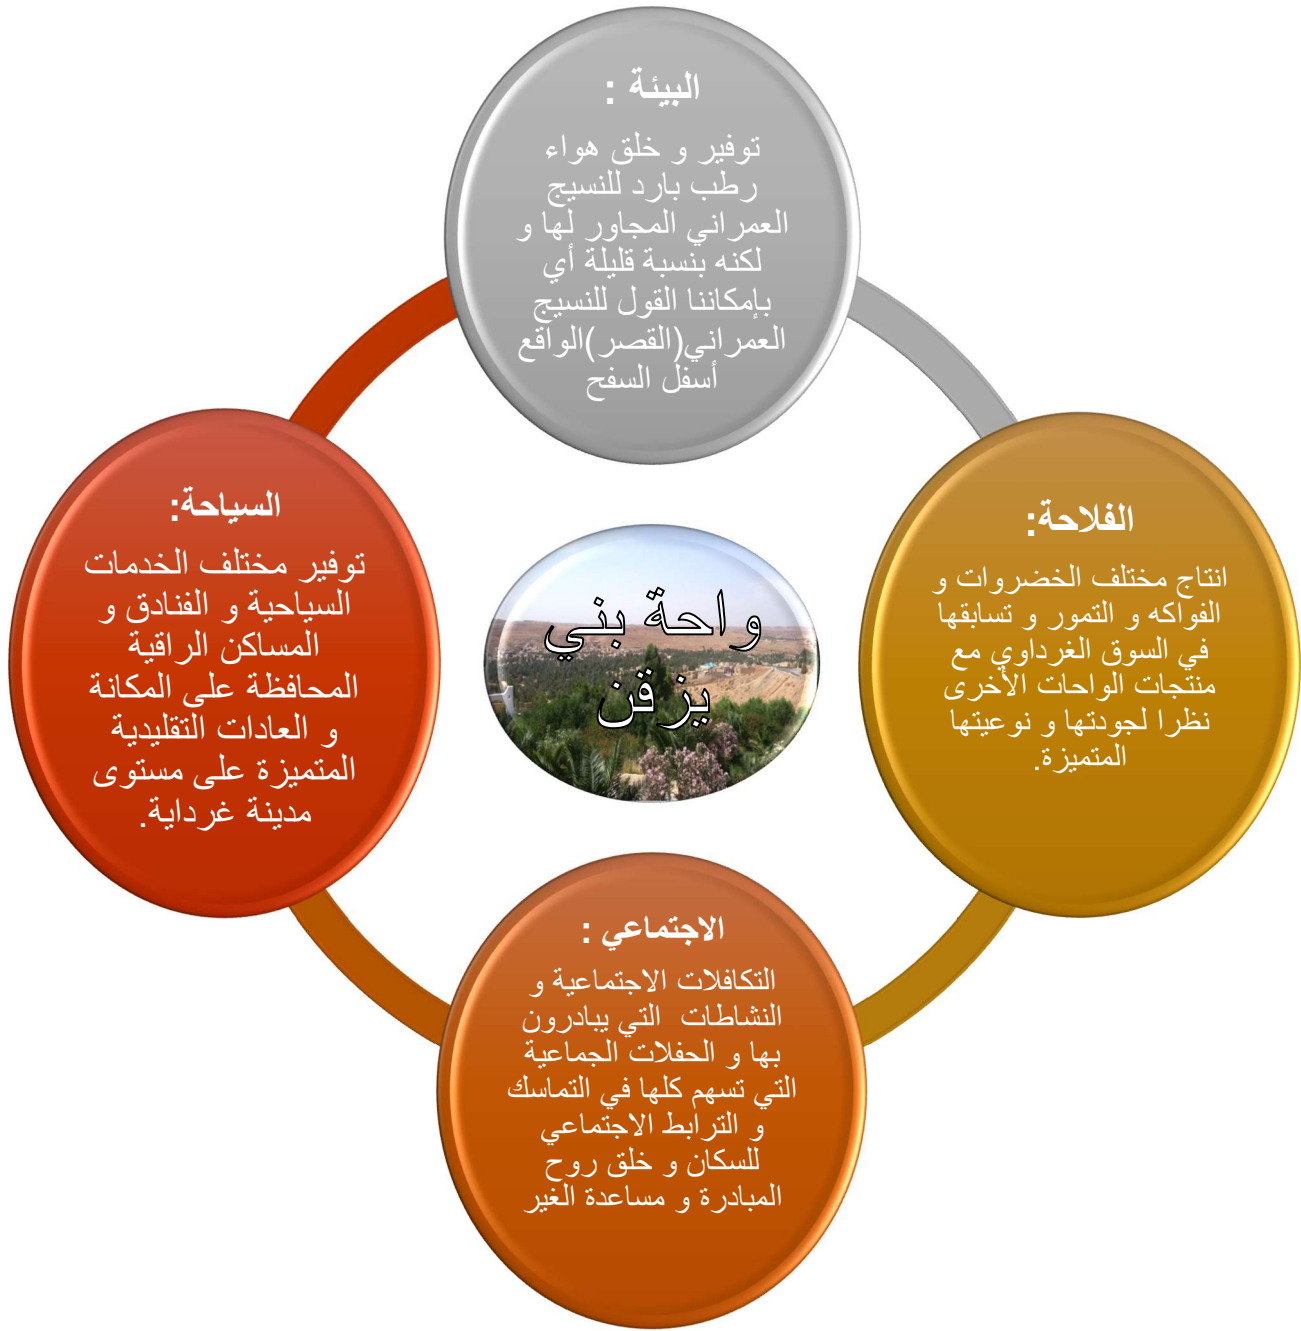 البيئة :
توفير و خلق هواء
رطب بارد للنسيج
العمراني المجاور لها و
لكنه بنسبة قليلة أي
بإمكاننا القول للنسيج
العمراني(القصر)الواقع
أسفل السفح
الفلاحة:
انتاج مختلف الخضروات و
الفواكه و التمور و تسابقها
في السوق الغرداوي مع
منتجات الواحات الأخرى
نظرا لجودتها و نوعيتها
المتميزة.
الاجتماعي :
التكافلات الاجتماعية و
النشاطات التي يبادرون
بها و الحفلات الجماعية
التي تسهم كلها في التماسك
و الترابط الاجتماعي
للسكان و خلق روح
المبادرة و مساعدة الغير
السياحة:
توفير مختلف الخدمات
السياحية و الفنادق و
المساكن الراقية
المحافظة على المكانة
و العادات التقليدية
المتميزة على مستوى
مدينة غرداية.
واحة بني
يزقن